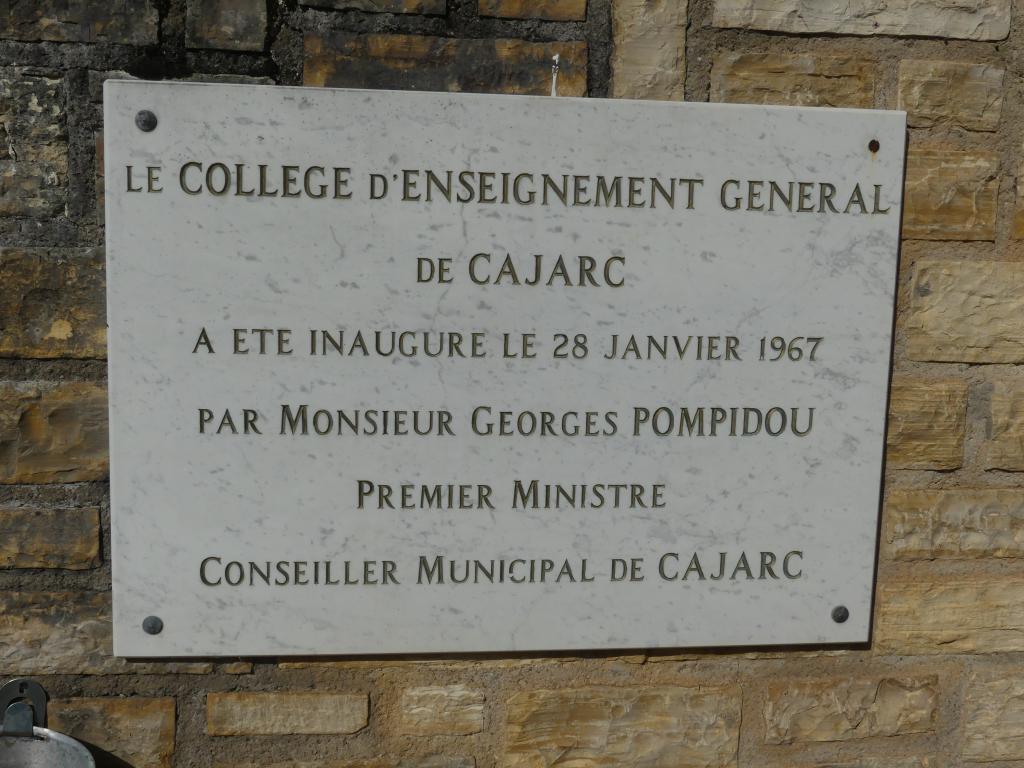 LE COLLEGE D'ENSEIGNEMENT GENERAL
DE CAJARC
A ETE INAUGURE LE 28 JANVIER 1967
PAR MONSIEUR GEORGES POMPIDOU
PREMIER MINISTRE
CONSEILLER MUNICIPAL DE CAJARC